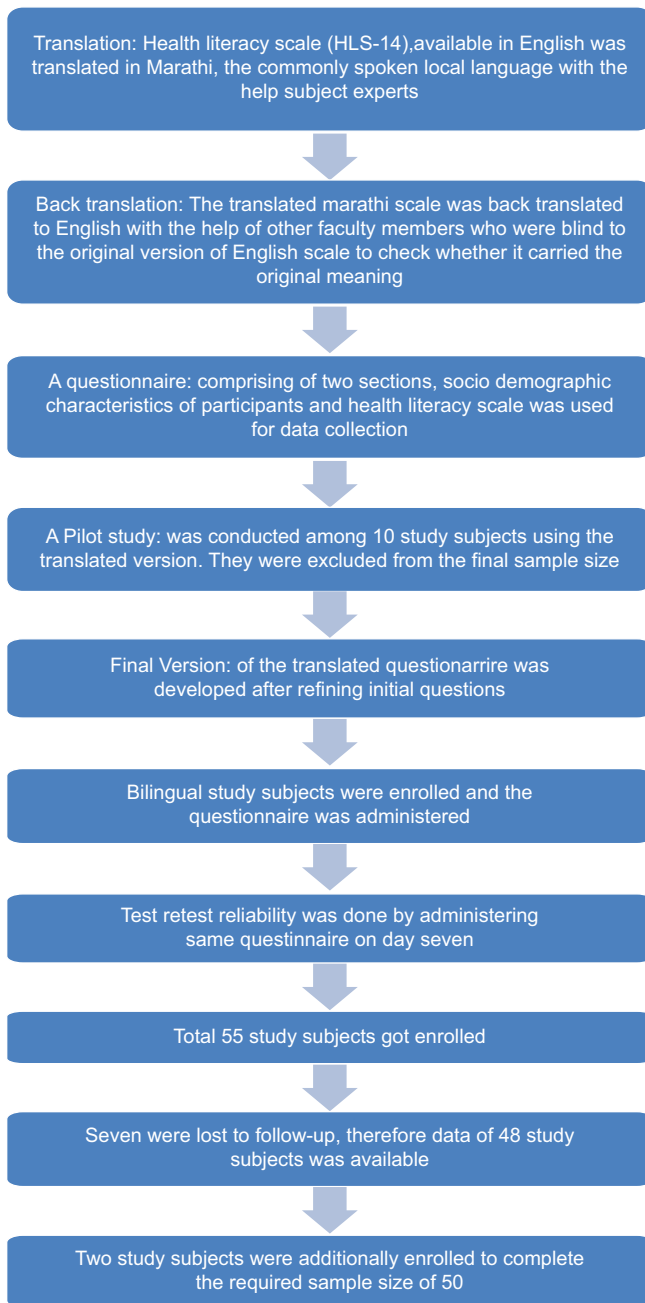 Translation: Health literacy scale (HLS-14),available in English was
translated in Marathi, the commonly spoken local language with the
help subject experts
Back translation: The translated marathi scale was back translated
to English with the help of other faculty members who were blind to
the original version of English scale to check whether it carried the
original meaning
A questionnaire: comprising of two sections, socio demographic
characteristics of participants and health literacy scale was used
for data collection
A Pilot study: was conducted among 10 study subjects using the
translated version. They were excluded from the final sample size
Final Version: of the translated questionarrire was
developed after refining initial questions
Bilingual study subjects were enrolled and the
questionnaire was administered
Test retest reliability was done by administering
same questinnaire on day seven
Total 55 study subjects got enrolled
Seven were lost to follow-up, therefore data of 48 study
subjects was available
Two study subjects were additionally enrolled to complete
the required sample size of 50